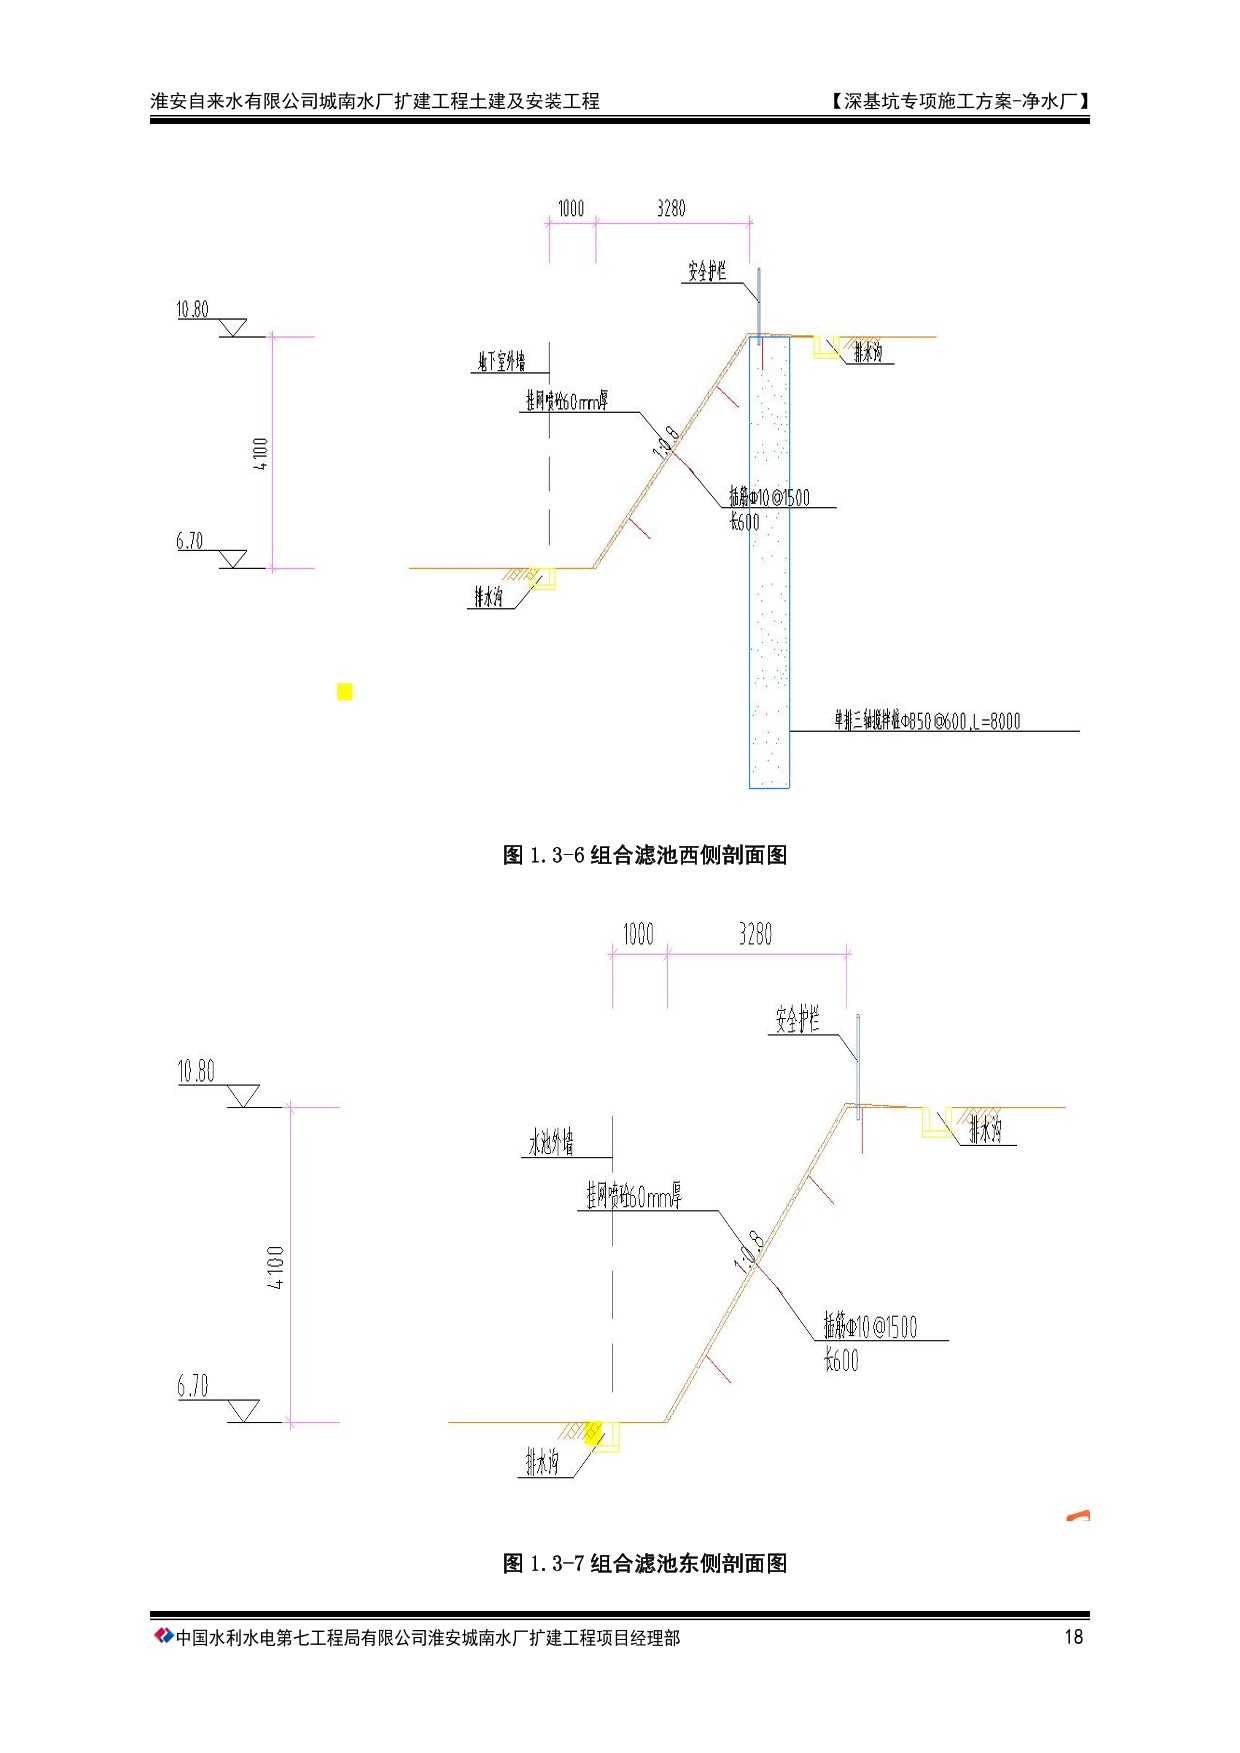 淮安自来水有限公司城南水厂扩建工程土建及安装工程 【深基坑专项施工方案-净水厂】
1000 3280
安全护栏
10.80
排水沟
地下室外墙
挂网喷砼60mm厚
1:0.8
4100
插筋Φ10@1500
长600
6.70
排水沟
单排三轴搅拌桩Φ850@600,L=8000
图 1.3-6 组合滤池西侧剖面图
1000 3280
安全护栏
10.80
排水沟
水池外墙
挂网喷砼60mm厚
1:0.8
4100
插筋Φ10@1500
长600
6.70
排水沟
图 1.3-7 组合滤池东侧剖面图
中国水利水电第七工程局有限公司淮安城南水厂扩建工程项目经理部 18